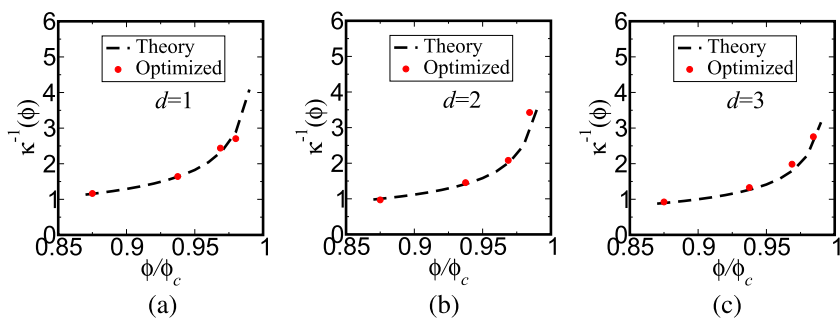 6
5
4
3
2
1
0
κ⁻¹(ϕ)
Theory
Optimized
d=1
0.85 0.9 0.95 1
ϕ/ϕc
(a)
6
5
4
3
2
1
0
κ⁻¹(ϕ)
Theory
Optimized
d=2
0.85 0.9 0.95 1
ϕ/ϕc
(b)
6
5
4
3
2
1
0
κ⁻¹(ϕ)
Theory
Optimized
d=3
0.85 0.9 0.95 1
ϕ/ϕc
(c)